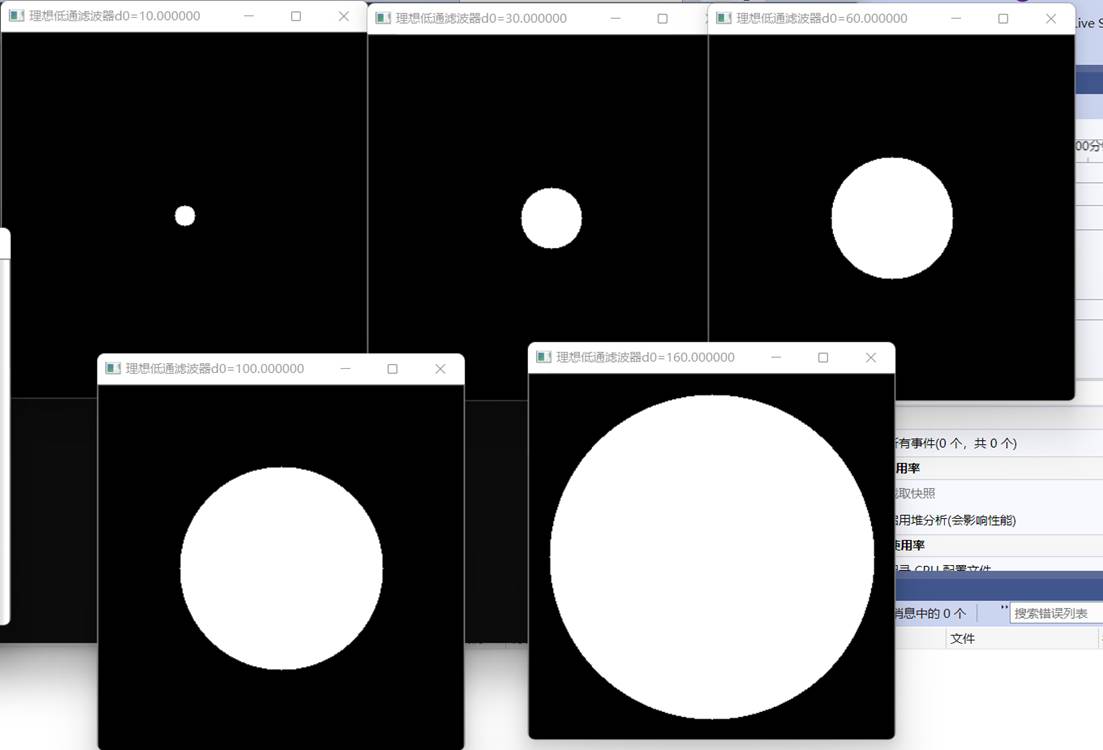 理想低通滤波器d0=10.000000
理想低通滤波器d0=30.000000
理想低通滤波器d0=60.000000
理想低通滤波器d0=100.000000
理想低通滤波器d0=160.000000
有事件(0 个，共 0 个)
用率
取快照
用堆分析(会影响性能)
使用率
CPU 配置文件
消息中的 0 个
搜索错误列表
文件